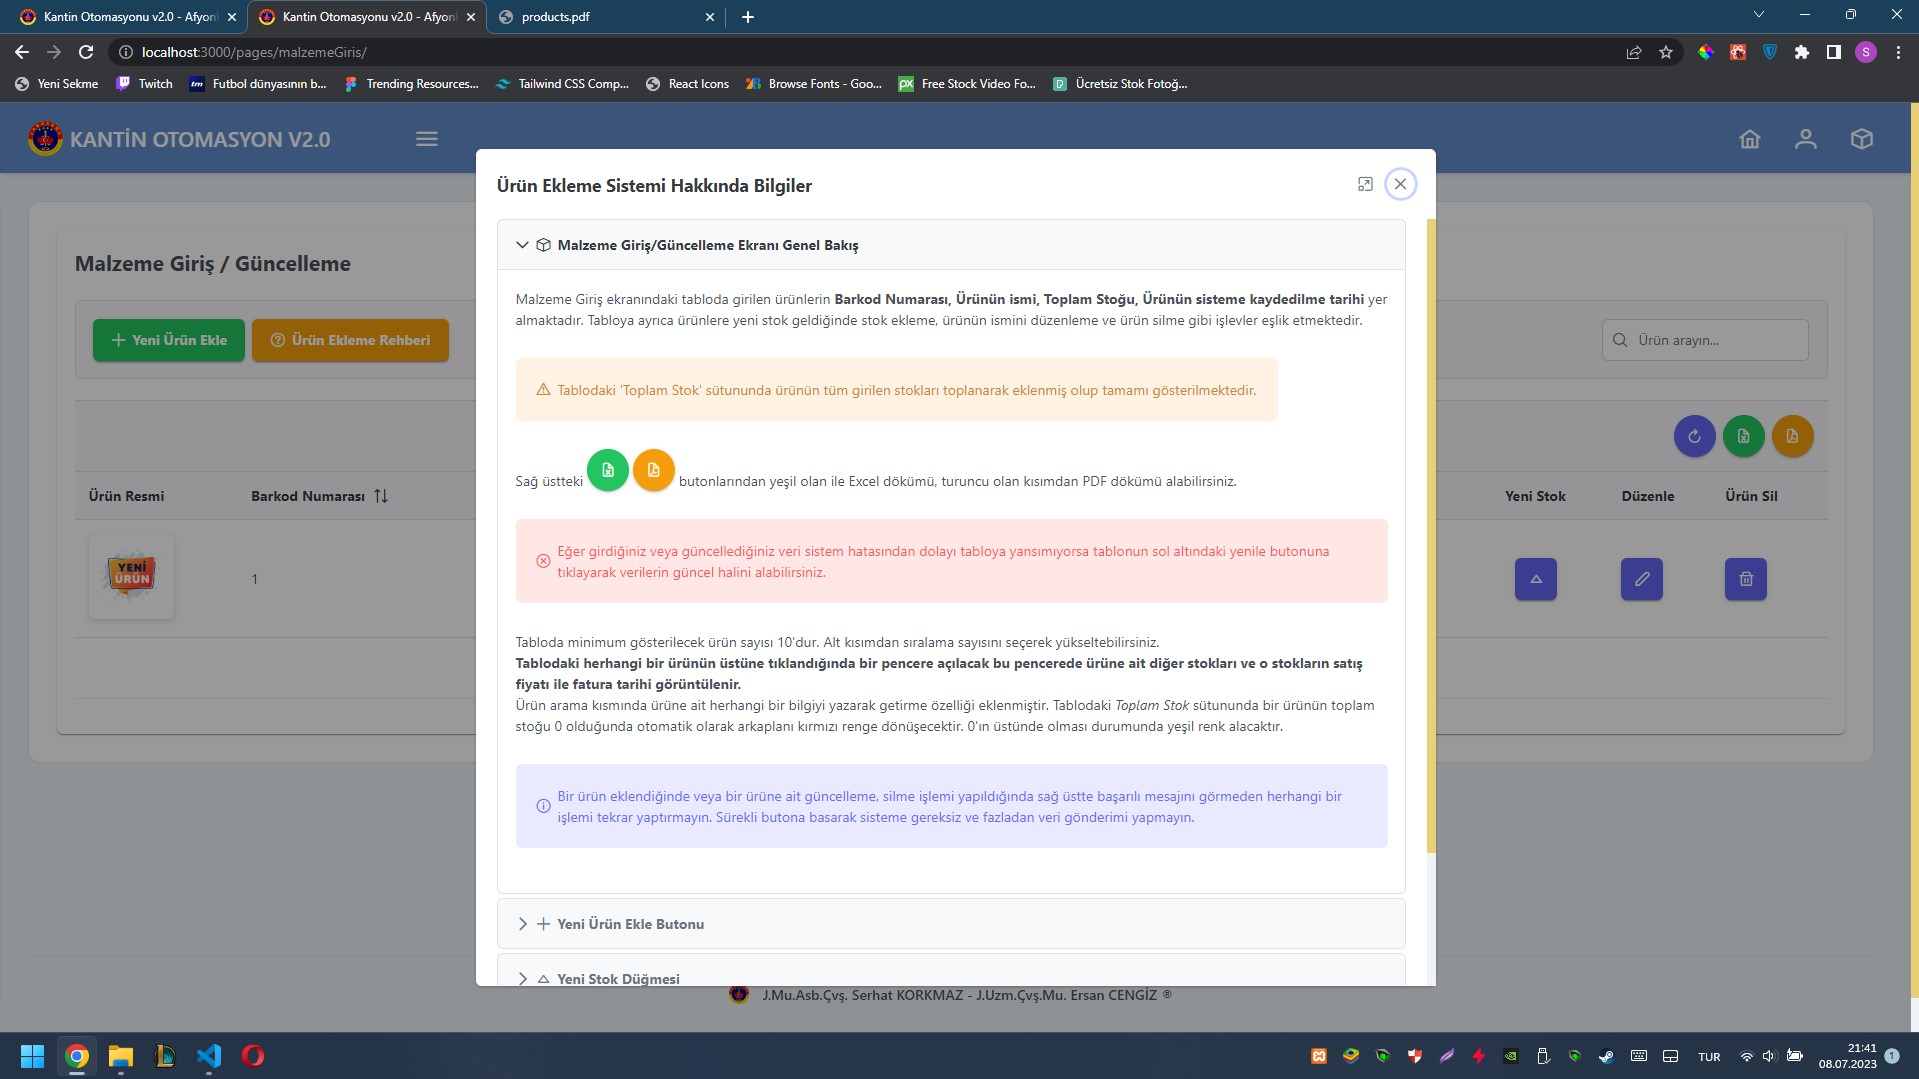 Kantin Otomasyonu v2.0 - Afyonl
Kantin Otomasyonu v2.0 - Afyonl
products.pdf
localhost:3000/pages/malzemeGiris/
S
Yeni Sekme
Twitch
Futbol dünyasının b...
Trending Resources...
Tailwind CSS Comp...
React Icons
Browse Fonts - Goo...
Free Stock Video Fo...
Ücretsiz Stok Fotoğ...
KANTİN OTOMASYON V2.0
Ürün Ekleme Sistemi Hakkında Bilgiler
Malzeme Giriş/Güncelleme Ekranı Genel Bakış
Malzeme Giriş ekranındaki tabloda girilen ürünlerin Barkod Numarası, Ürünün ismi, Toplam Stoğu, Ürünün sisteme kaydedilme tarihi yer
almaktadır. Tabloya ayrıca ürünlere yeni stok geldiğinde stok ekleme, ürünün ismini düzenleme ve ürün silme gibi işlevler eşlik etmektedir.
Tablodaki 'Toplam Stok' sütununda ürünün tüm girilen stokları toplanarak eklenmiş olup tamamı gösterilmektedir.
Sağ üstteki butonlarından yeşil olan ile Excel dökümü, turuncu olan kısımdan PDF dökümü alabilirsiniz.
Eğer girdiğiniz veya güncellediğiniz veri sistem hatasından dolayı tabloya yansımıyorsa tablonun sol altındaki yenile butonuna
tıklayarak verilerin güncel halini alabilirsiniz.
Tabloda minimum gösterilecek ürün sayısı 10'dur. Alt kısımdan sıralama sayısını seçerek yükseltebilirsiniz.
Tablodaki herhangi bir ürünün üstüne tıklandığında bir pencere açılacak bu pencerede ürüne ait diğer stokları ve o stokların satış
fiyatı ile fatura tarihi görüntülenir.
Ürün arama kısmında ürüne ait herhangi bir bilgiyi yazarak getirme özelliği eklenmiştir. Tablodaki Toplam Stok sütununda bir ürünün toplam
stoğu 0 olduğunda otomatik olarak arkaplanı kırmızı renge dönüşecektir. 0'ın üstünde olması durumunda yeşil renk alacaktır.
Bir ürün eklendiğinde veya bir ürüne ait güncelleme, silme işlemi yapıldığında sağ üstte başarılı mesajını görmeden herhangi bir
işlemi tekrar yaptırmayın. Sürekli butona basarak sisteme gereksiz ve fazladan veri gönderimi yapmayın.
Yeni Ürün Ekle Butonu
Yeni Stok Düğmesi
Malzeme Giriş / Güncelleme
Yeni Ürün Ekle
Ürün Ekleme Rehberi
Ürün arayın...
Ürün Resmi
Barkod Numarası
Yeni Stok
Düzenle
Ürün Sil
YENİ
ÜRÜN
1
J.Mu.Asb.Çvş. Serhat KORKMAZ - J.Uzm.Çvş.Mu. Ersan CENGİZ ®
TUR
21:41
08.07.2023
1